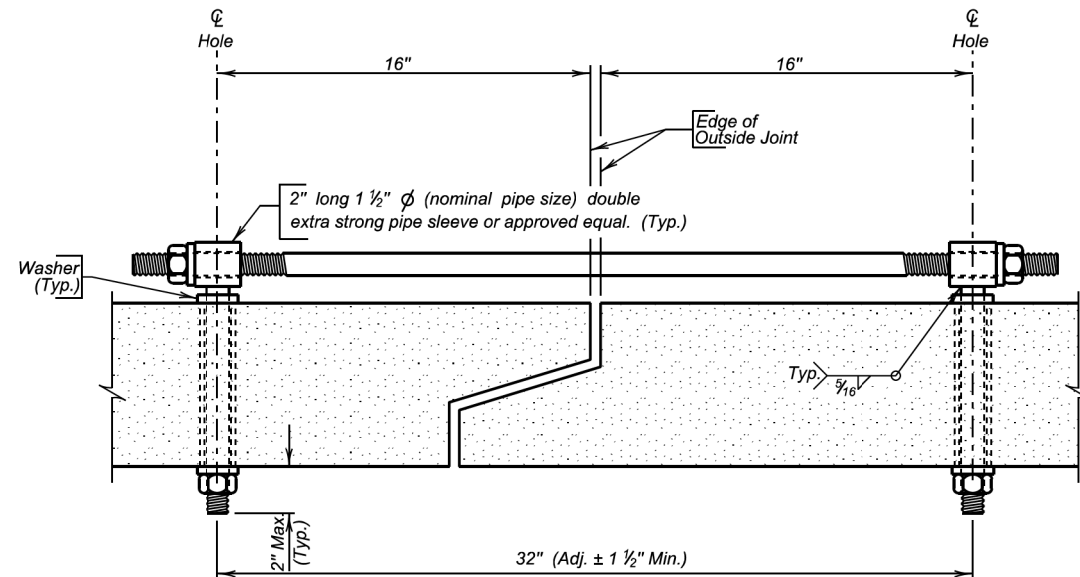 ℄
Hole
℄
Hole
16"
16"
Edge of
Outside Joint
2" long 1 ½" ϕ (nominal pipe size) double
extra strong pipe sleeve or approved equal. (Typ.)
Washer
(Typ.)
Typ.
5/16
2" Max.
(Typ.)
32" (Adj. ± 1 ½" Min.)